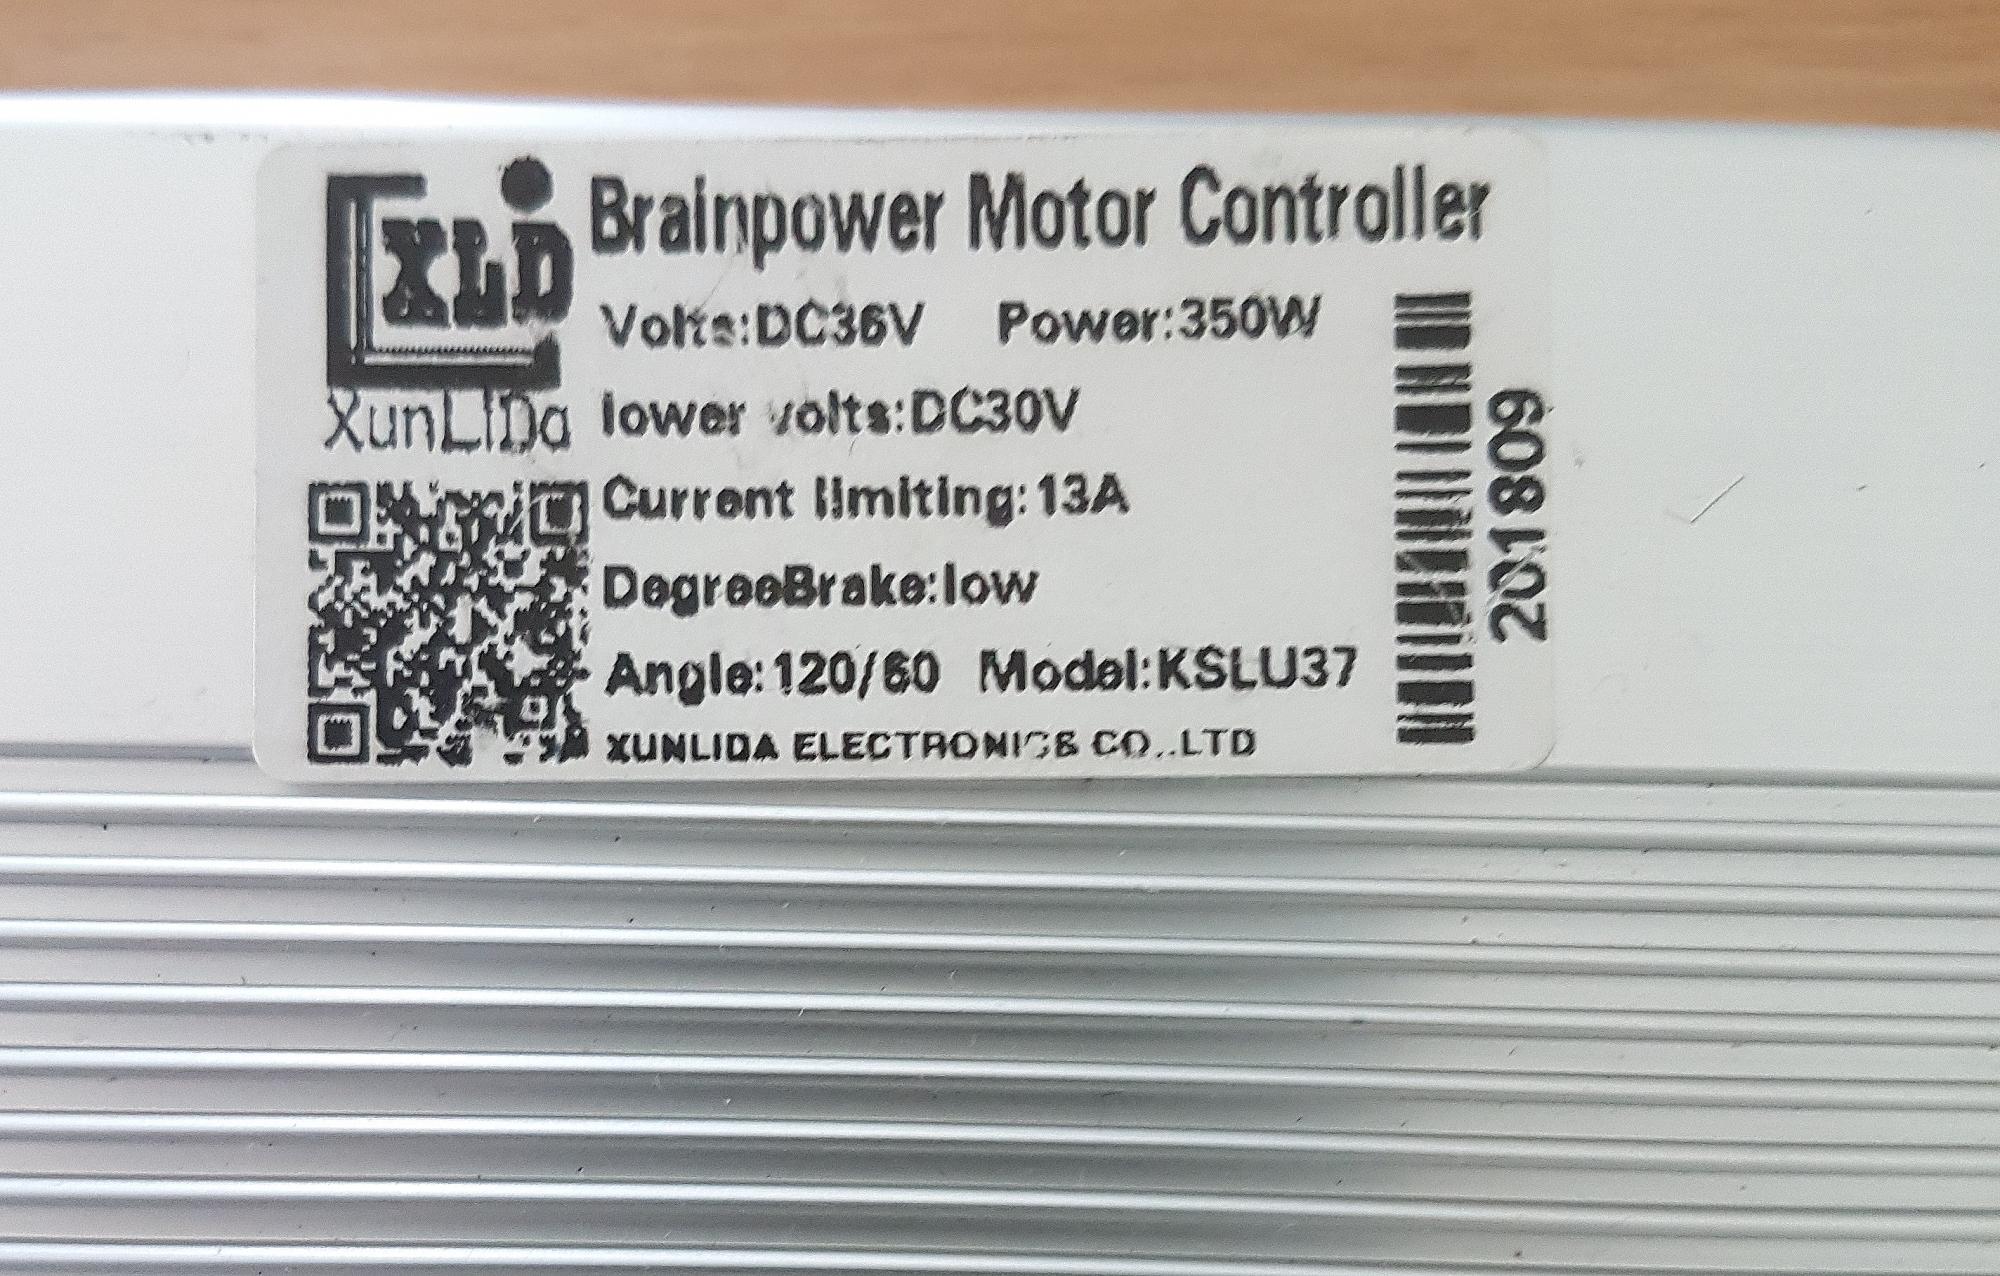 XLD
XunLiDa
Brainpower Motor Controller
Volts:DC36V Power:350W
lower volts:DC30V
Current limiting:13A
DegreeBrake:low
Angle:120/60 Model:KSLU37
XUNLIDA ELECTRONICS CO.,LTD
201809